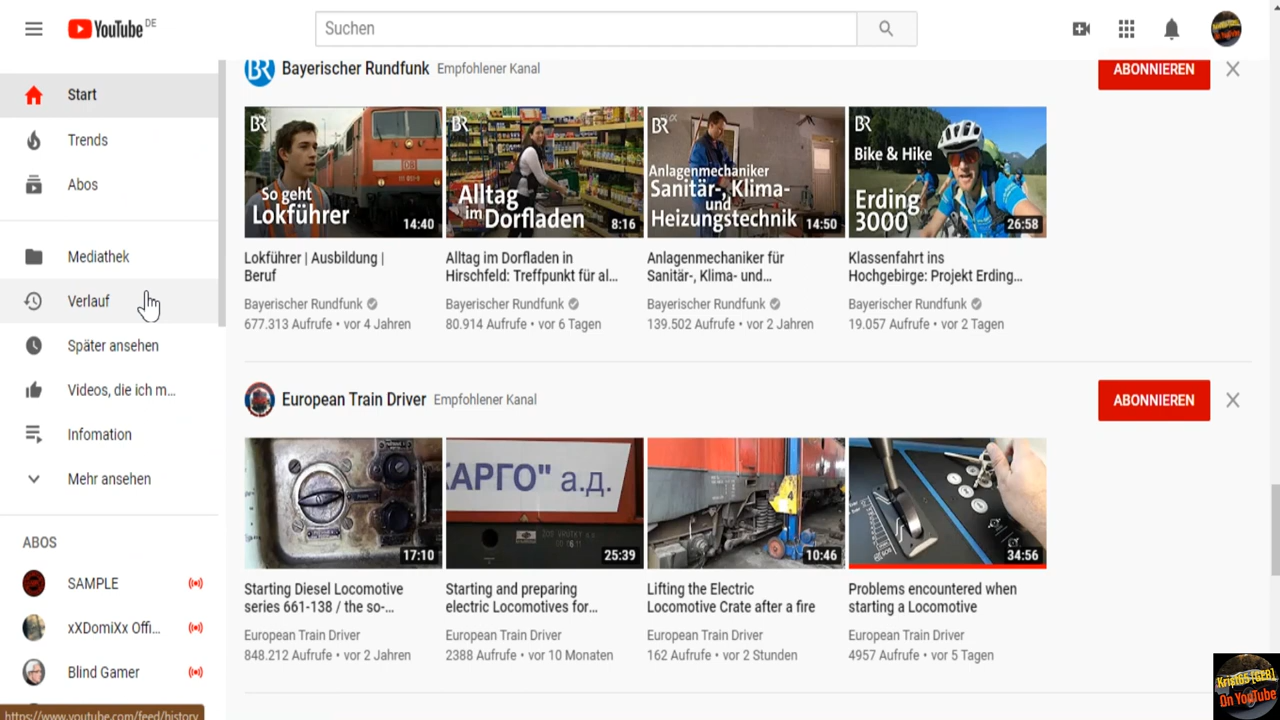 YouTube DE
Suchen
Start
Trends
Abos
Mediathek
Verlauf
Später ansehen
Videos, die ich m...
Infomation
Mehr ansehen
ABOS
SAMPLE
xXDomiXx Offi...
Blind Gamer
https://www.youtube.com/feed/history
BR
Bayerischer Rundfunk Empfohlener Kanal
ABONNIEREN
BR
DB
So geht
Lokführer
14:40
BR
Alltag
im Dorfladen
8:16
BR
Anlagenmechaniker
Sanitär-, Klima-
und
Heizungstechnik
14:50
BR
Bike & Hike
Erding
3000
26:58
Lokführer | Ausbildung |
Beruf
Bayerischer Rundfunk
677.313 Aufrufe • vor 4 Jahren
Alltag im Dorfladen in
Hirschfeld: Treffpunkt für al...
Bayerischer Rundfunk
80.914 Aufrufe • vor 6 Tagen
Anlagenmechaniker für
Sanitär-, Klima- und...
Bayerischer Rundfunk
139.502 Aufrufe • vor 2 Jahren
Klassenfahrt ins
Hochgebirge: Projekt Erding...
Bayerischer Rundfunk
19.057 Aufrufe • vor 2 Tagen
European Train Driver Empfohlener Kanal
ABONNIEREN
17:10
КАРГО" а.д.
25:39
10:46
34:56
Starting Diesel Locomotive
series 661-138 / the so-...
European Train Driver
848.212 Aufrufe • vor 2 Jahren
Starting and preparing
electric Locomotives for...
European Train Driver
2388 Aufrufe • vor 10 Monaten
Lifting the Electric
Locomotive Crate after a fire
European Train Driver
162 Aufrufe • vor 2 Stunden
Problems encountered when
starting a Locomotive
European Train Driver
4957 Aufrufe • vor 5 Tagen
On YouTube